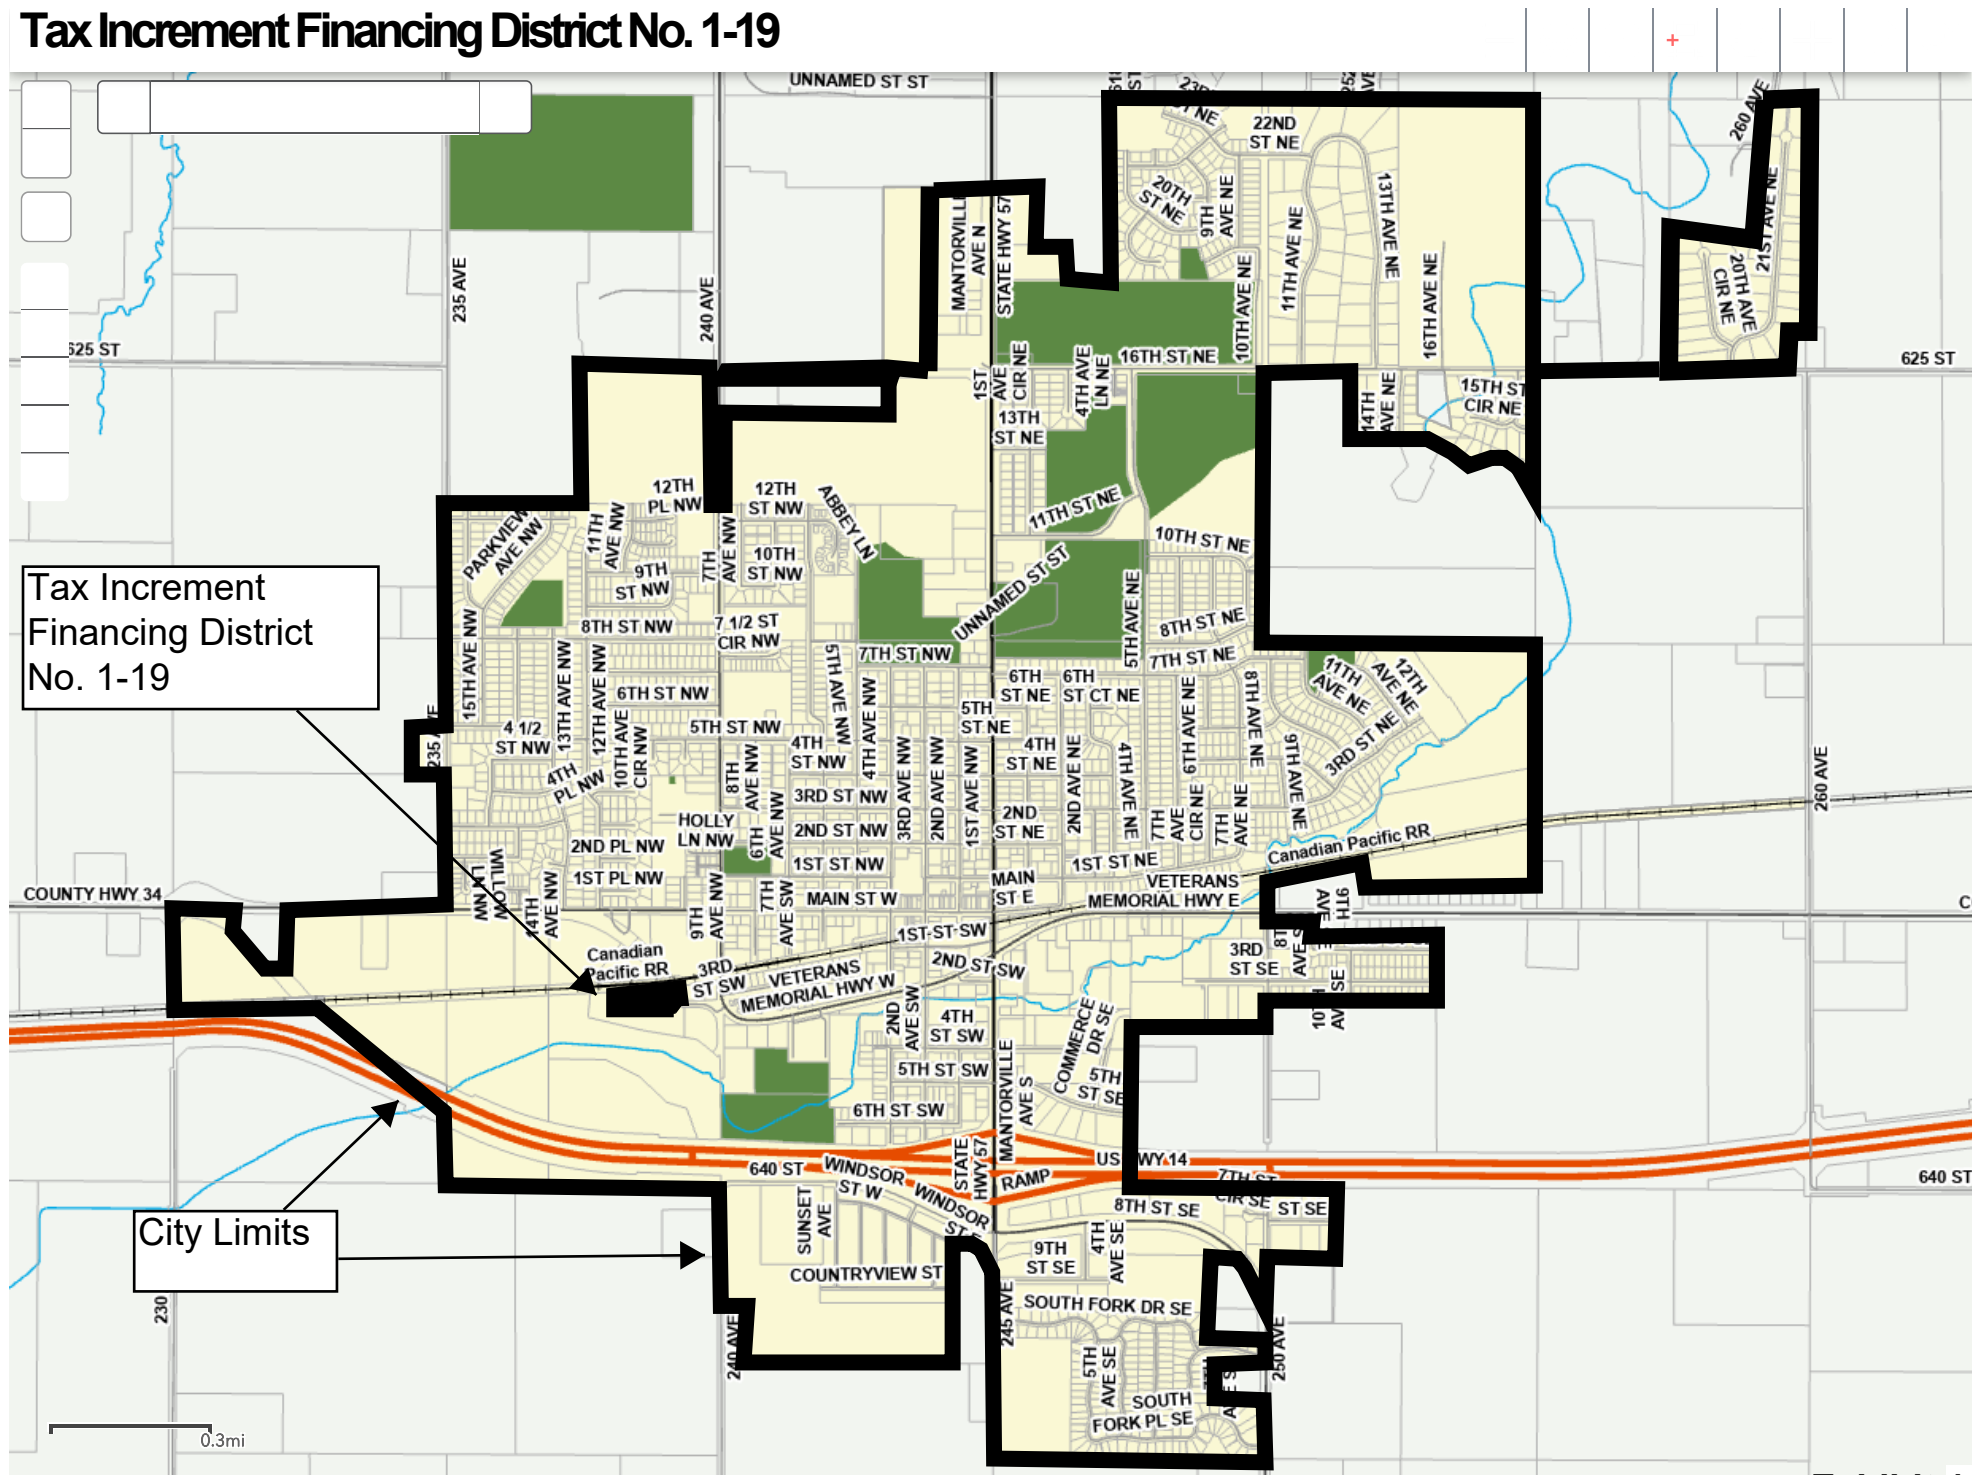 Tax Increment Financing District No. 1-19
UNNAMED ST ST
260 AVE
22ND
ST NE
20TH
ST NE
9TH
AVE NE
11TH AVE NE
13TH AVE NE
16TH AVE NE
10TH AVE NE
21ST AVE NE
20TH AVE
CIR NE
MANTORVILLE
AVE N
STATE HWY 57
235 AVE
240 AVE
625 ST
625 ST
16TH ST NE
1ST
AVE
CIR NE
4TH AVE
LN NE
13TH
ST NE
14TH
AVE NE
15TH ST
CIR NE
12TH
PL NW
12TH
ST NW
ABBEY LN
11TH ST NE
10TH ST NE
PARKVIEW
AVE NW
11TH
AVE NW
9TH
ST NW
7TH
AVE NW
10TH
ST NW
UNNAMED ST ST
5TH AVE NE
8TH ST NE
7TH ST NE
8TH ST NW
7 1/2 ST
CIR NW
7TH ST NW
Tax Increment
Financing District
No. 1-19
15TH AVE NW
13TH AVE NW
12TH AVE NW
6TH ST NW
5TH AVE NW
4TH AVE NW
6TH
ST NE
6TH
ST CT NE
11TH
AVE NE
12TH
AVE NE
5TH
ST NE
4 1/2
ST NW
10TH AVE
CIR NW
5TH ST NW
4TH
ST NW
4TH
ST NE
6TH AVE NE
8TH AVE NE
9TH AVE NE
3RD ST NE
4TH
PL NW
8TH
AVE NW
3RD ST NW
3RD AVE NW
2ND AVE NW
1ST AVE NW
2ND AVE NE
4TH AVE NE
260 AVE
HOLLY
LN NW
6TH
AVE NW
2ND ST NW
2ND
ST NE
7TH
AVE
CIR NE
7TH
AVE NE
2ND PL NW
1ST ST NW
1ST ST NE
Canadian Pacific RR
WILLOW
LN NW
1ST PL NW
14TH
AVE NW
9TH
AVE NW
7TH
AVE SW
MAIN ST W
MAIN
ST E
VETERANS
MEMORIAL HWY E
COUNTY HWY 34
9TH
AVE
Canadian
Pacific RR
3RD
ST SW
VETERANS
MEMORIAL HWY W
1ST ST SW
2ND ST SW
3RD
ST SE
2ND
AVE SW
4TH
ST SW
COMMERCE
DR SE
5TH ST SW
5TH
ST SE
6TH ST SW
MANTORVILLE
AVE S
STATE
HWY 57
RAMP
640 ST
WINDSOR
ST W
WINDSOR
7TH ST
CIR SE
8TH ST SE
ST SE
640 ST
City Limits
SUNSET
AVE
COUNTRYVIEW ST
9TH
ST SE
4TH
AVE SE
SOUTH FORK DR SE
230
240 AVE
245 AVE
250 AVE
5TH
AVE SE
SOUTH
FORK PL SE
0.3mi